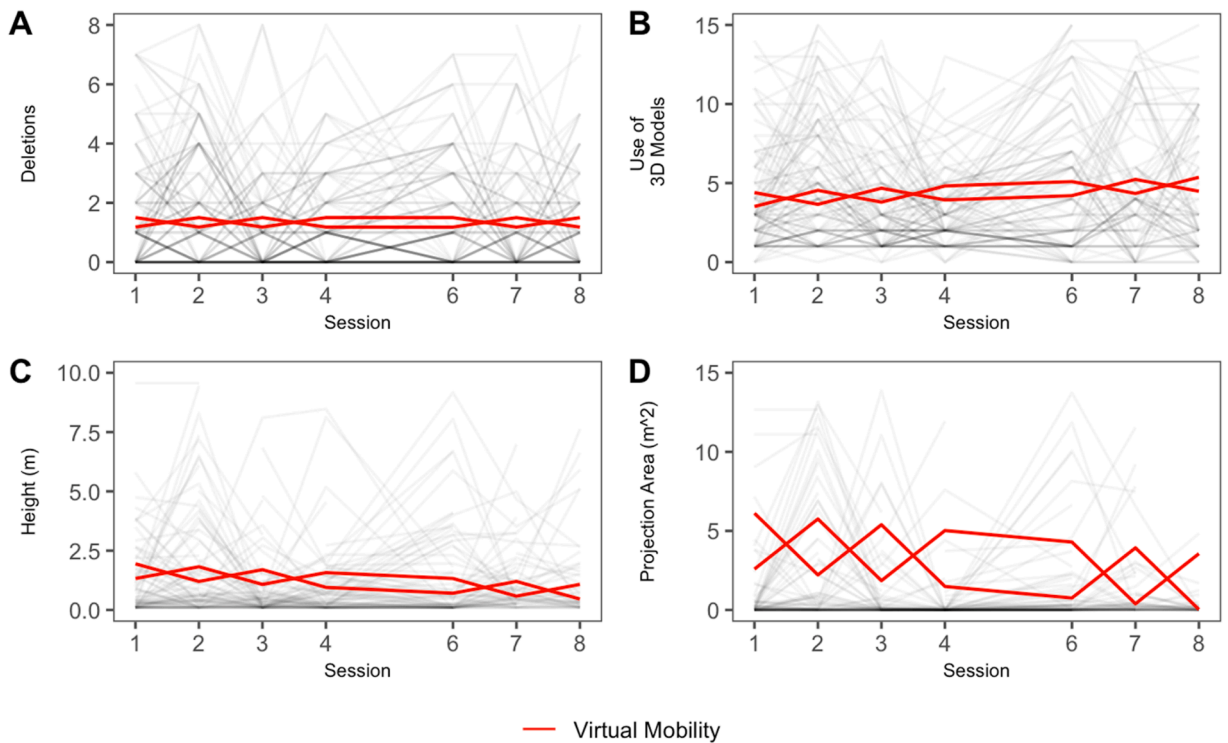 A
8
6
4
2
0
Deletions
1 2 3 4 6 7 8
Session
B
15
10
5
0
Use of
3D Models
1 2 3 4 6 7 8
Session
C
10.0
7.5
5.0
2.5
0.0
Height (m)
1 2 3 4 6 7 8
Session
D
15
10
5
0
Projection Area (m^2)
1 2 3 4 6 7 8
Session
Virtual Mobility